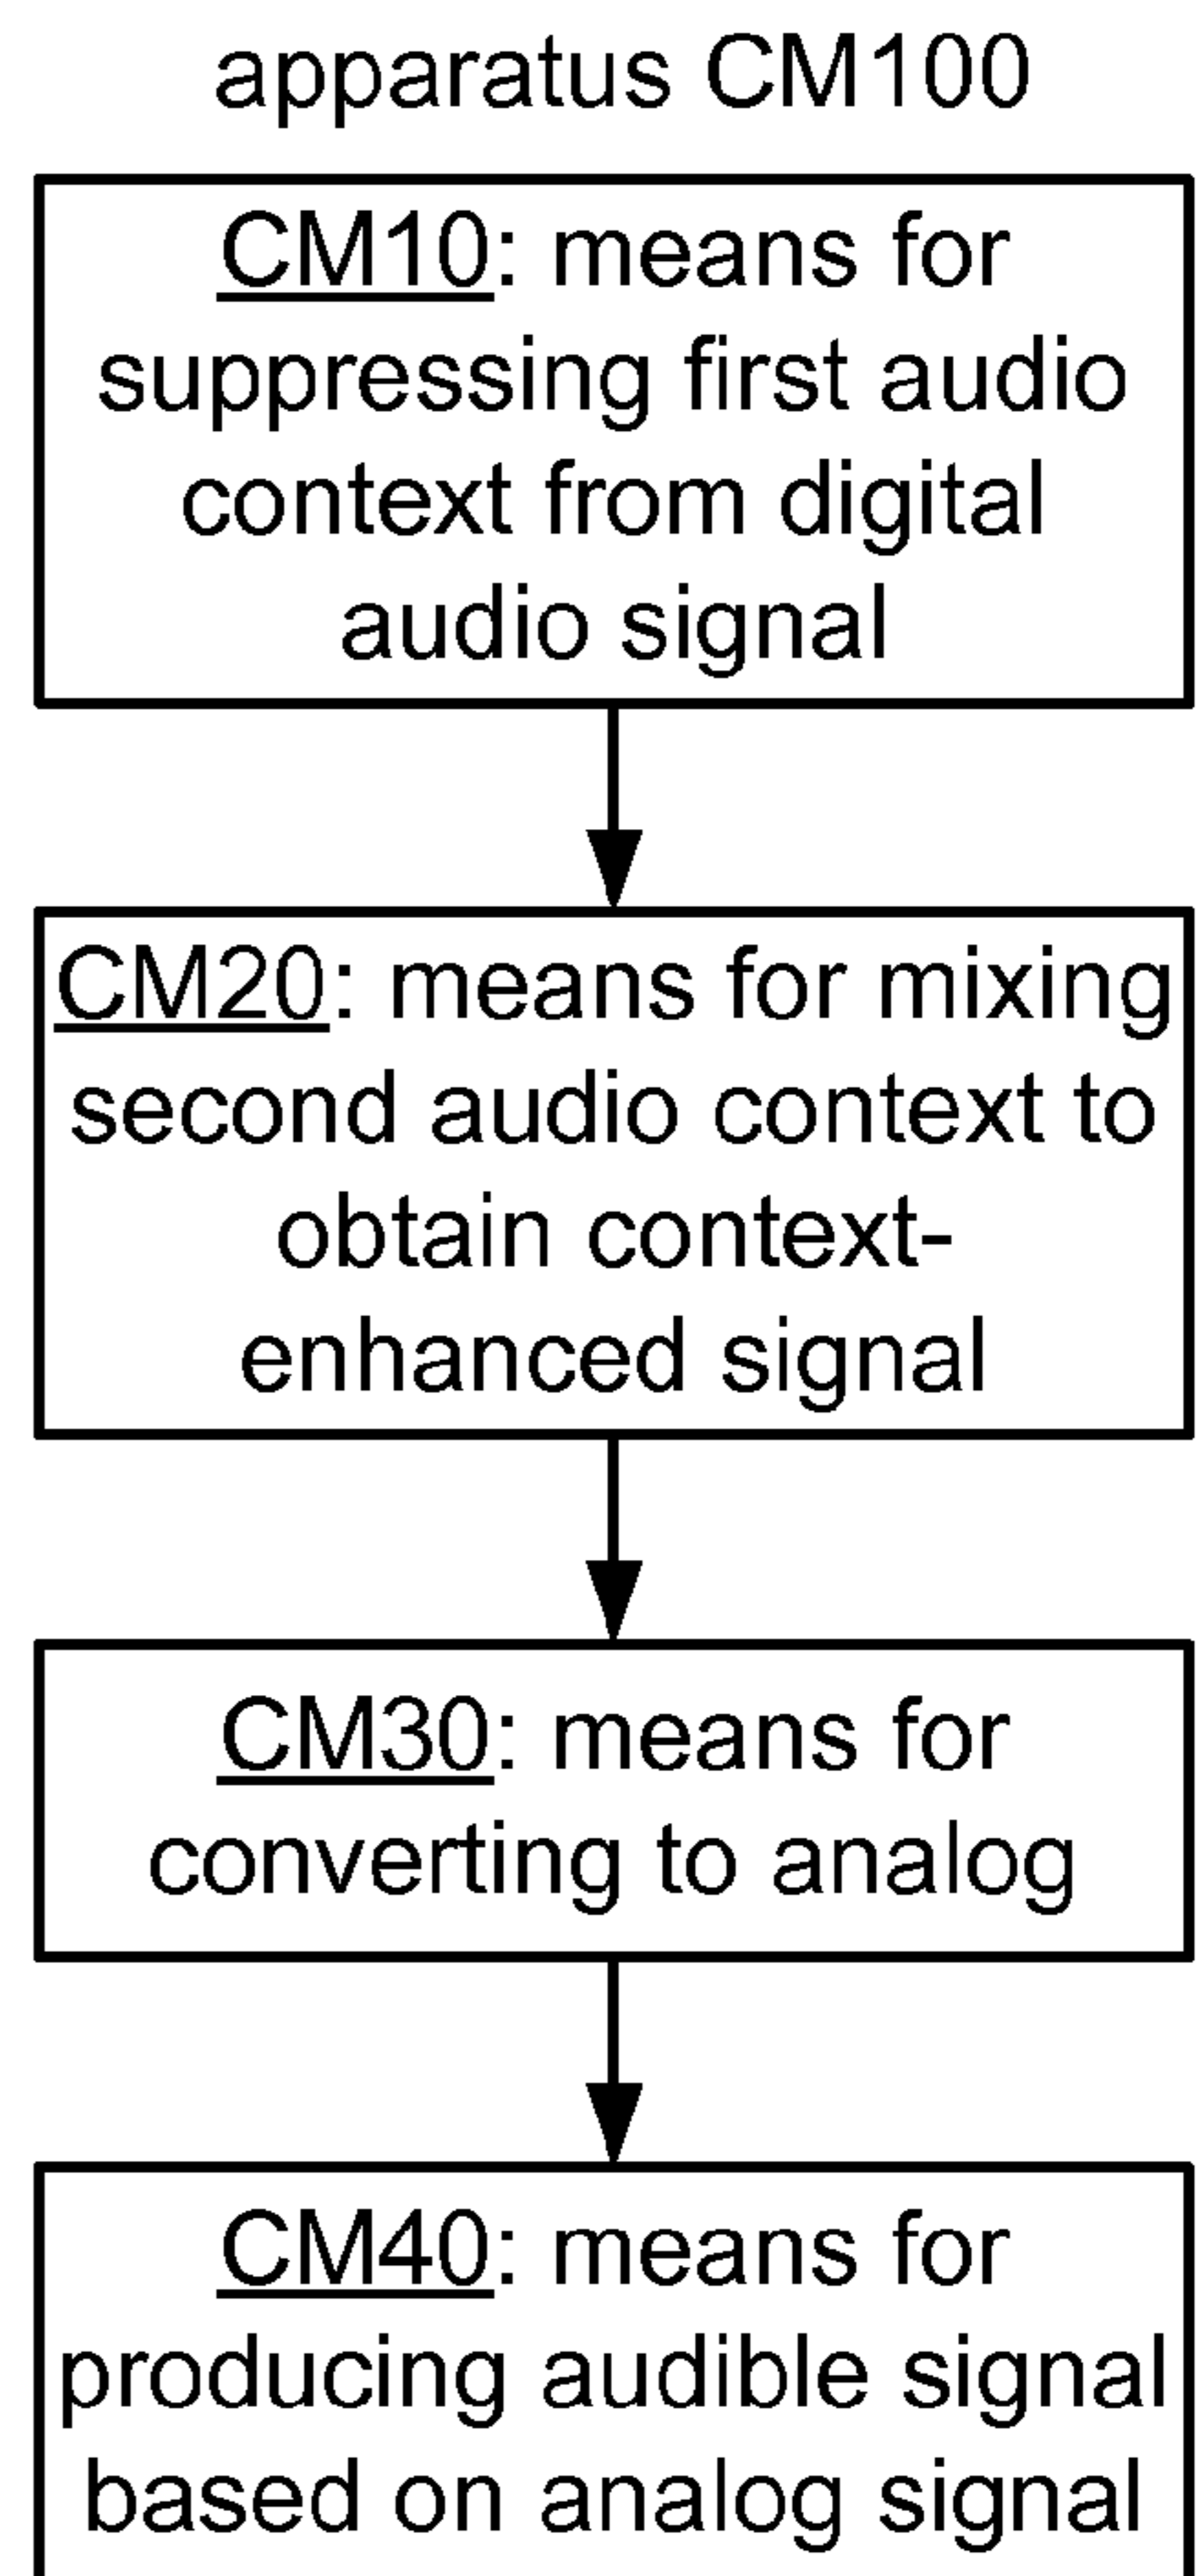 apparatus CM100
CM10: means for
suppressing first audio
context from digital
audio signal
CM20: means for mixing
second audio context to
obtain context-
enhanced signal
CM30: means for
converting to analog
CM40: means for
producing audible signal
based on analog signal